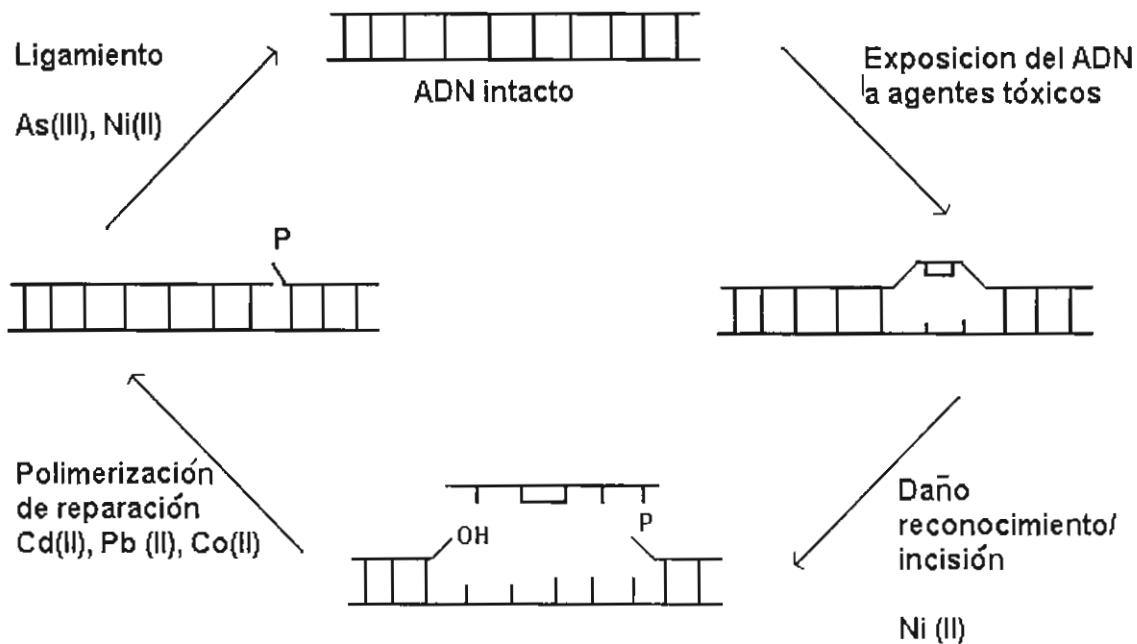 Ligamiento
As(III), Ni(II)
ADN intacto
Exposicion del ADN
a agentes tóxicos
P
Polimerización
de reparación
Cd(II), Pb (II), Co(II)
OH
P
Daño
reconocimiento/
incisión
Ni (II)